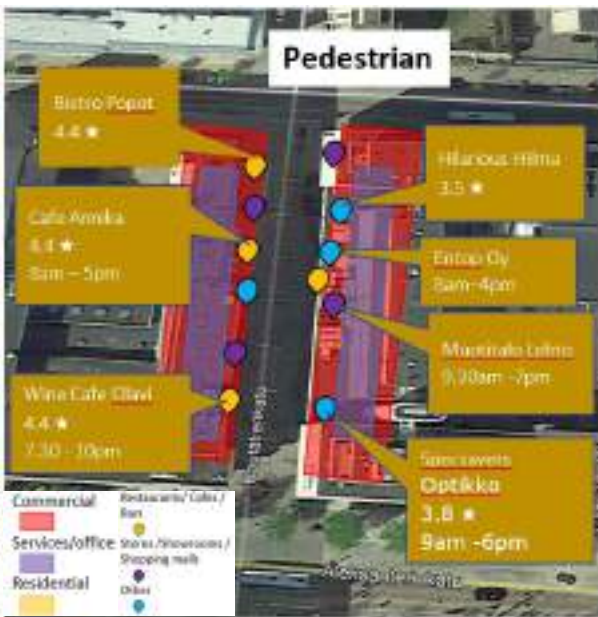 Pedestrian
Bistro Popot
4.4 ★
Hilarious Hilma
3.5 ★
Cafe Annika
4.4 ★
8am – 5pm
Entop Oy
8am-4pm
Muotitalo
9.30am -7pm
Wine Cafe Olavi
4.4 ★
7.30 - 10pm
Specsavers
Optikko
3.8 ★
9am -6pm
Commercial
Services/office
Residential
Restaurants/ Cafes /
Bars
Stores /Showrooms /
Shopping malls
Others